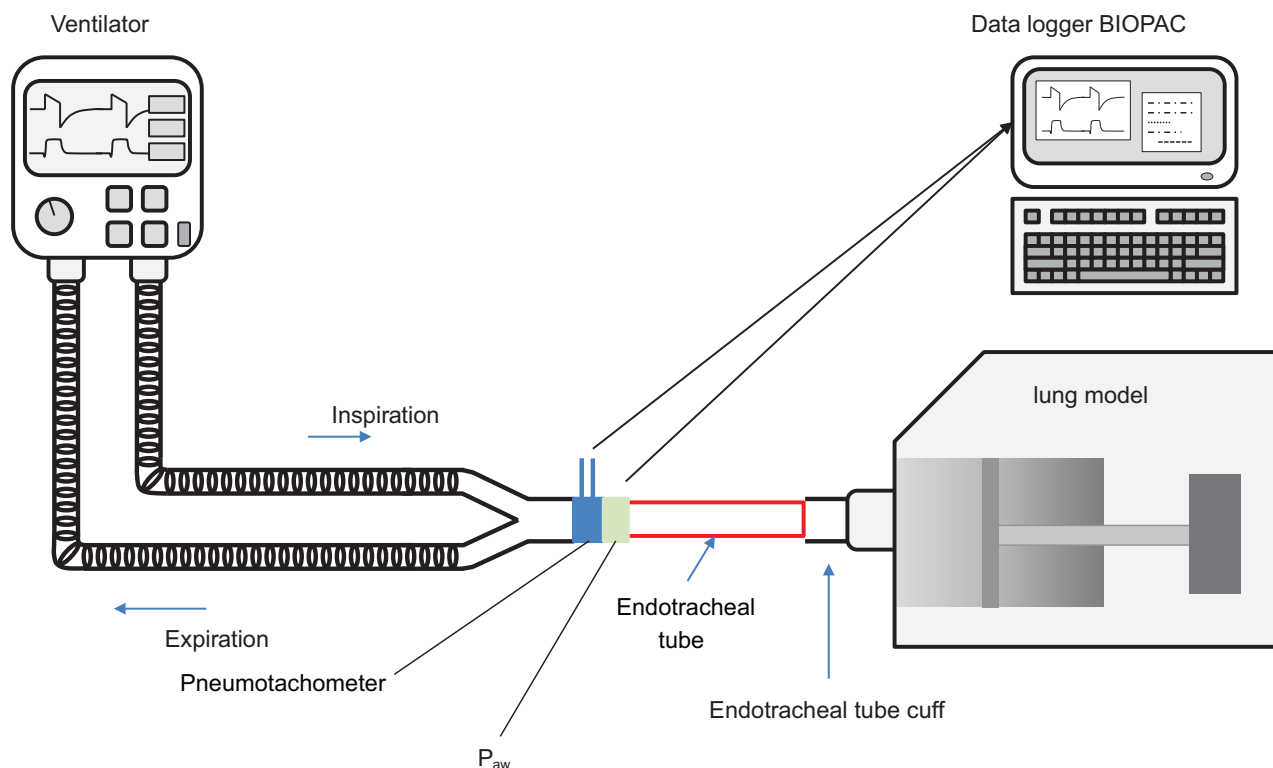 Ventilator
Data logger BIOPAC
lung model
Inspiration
Endotracheal
tube
Expiration
Pneumotachometer
Endotracheal tube cuff
Paw